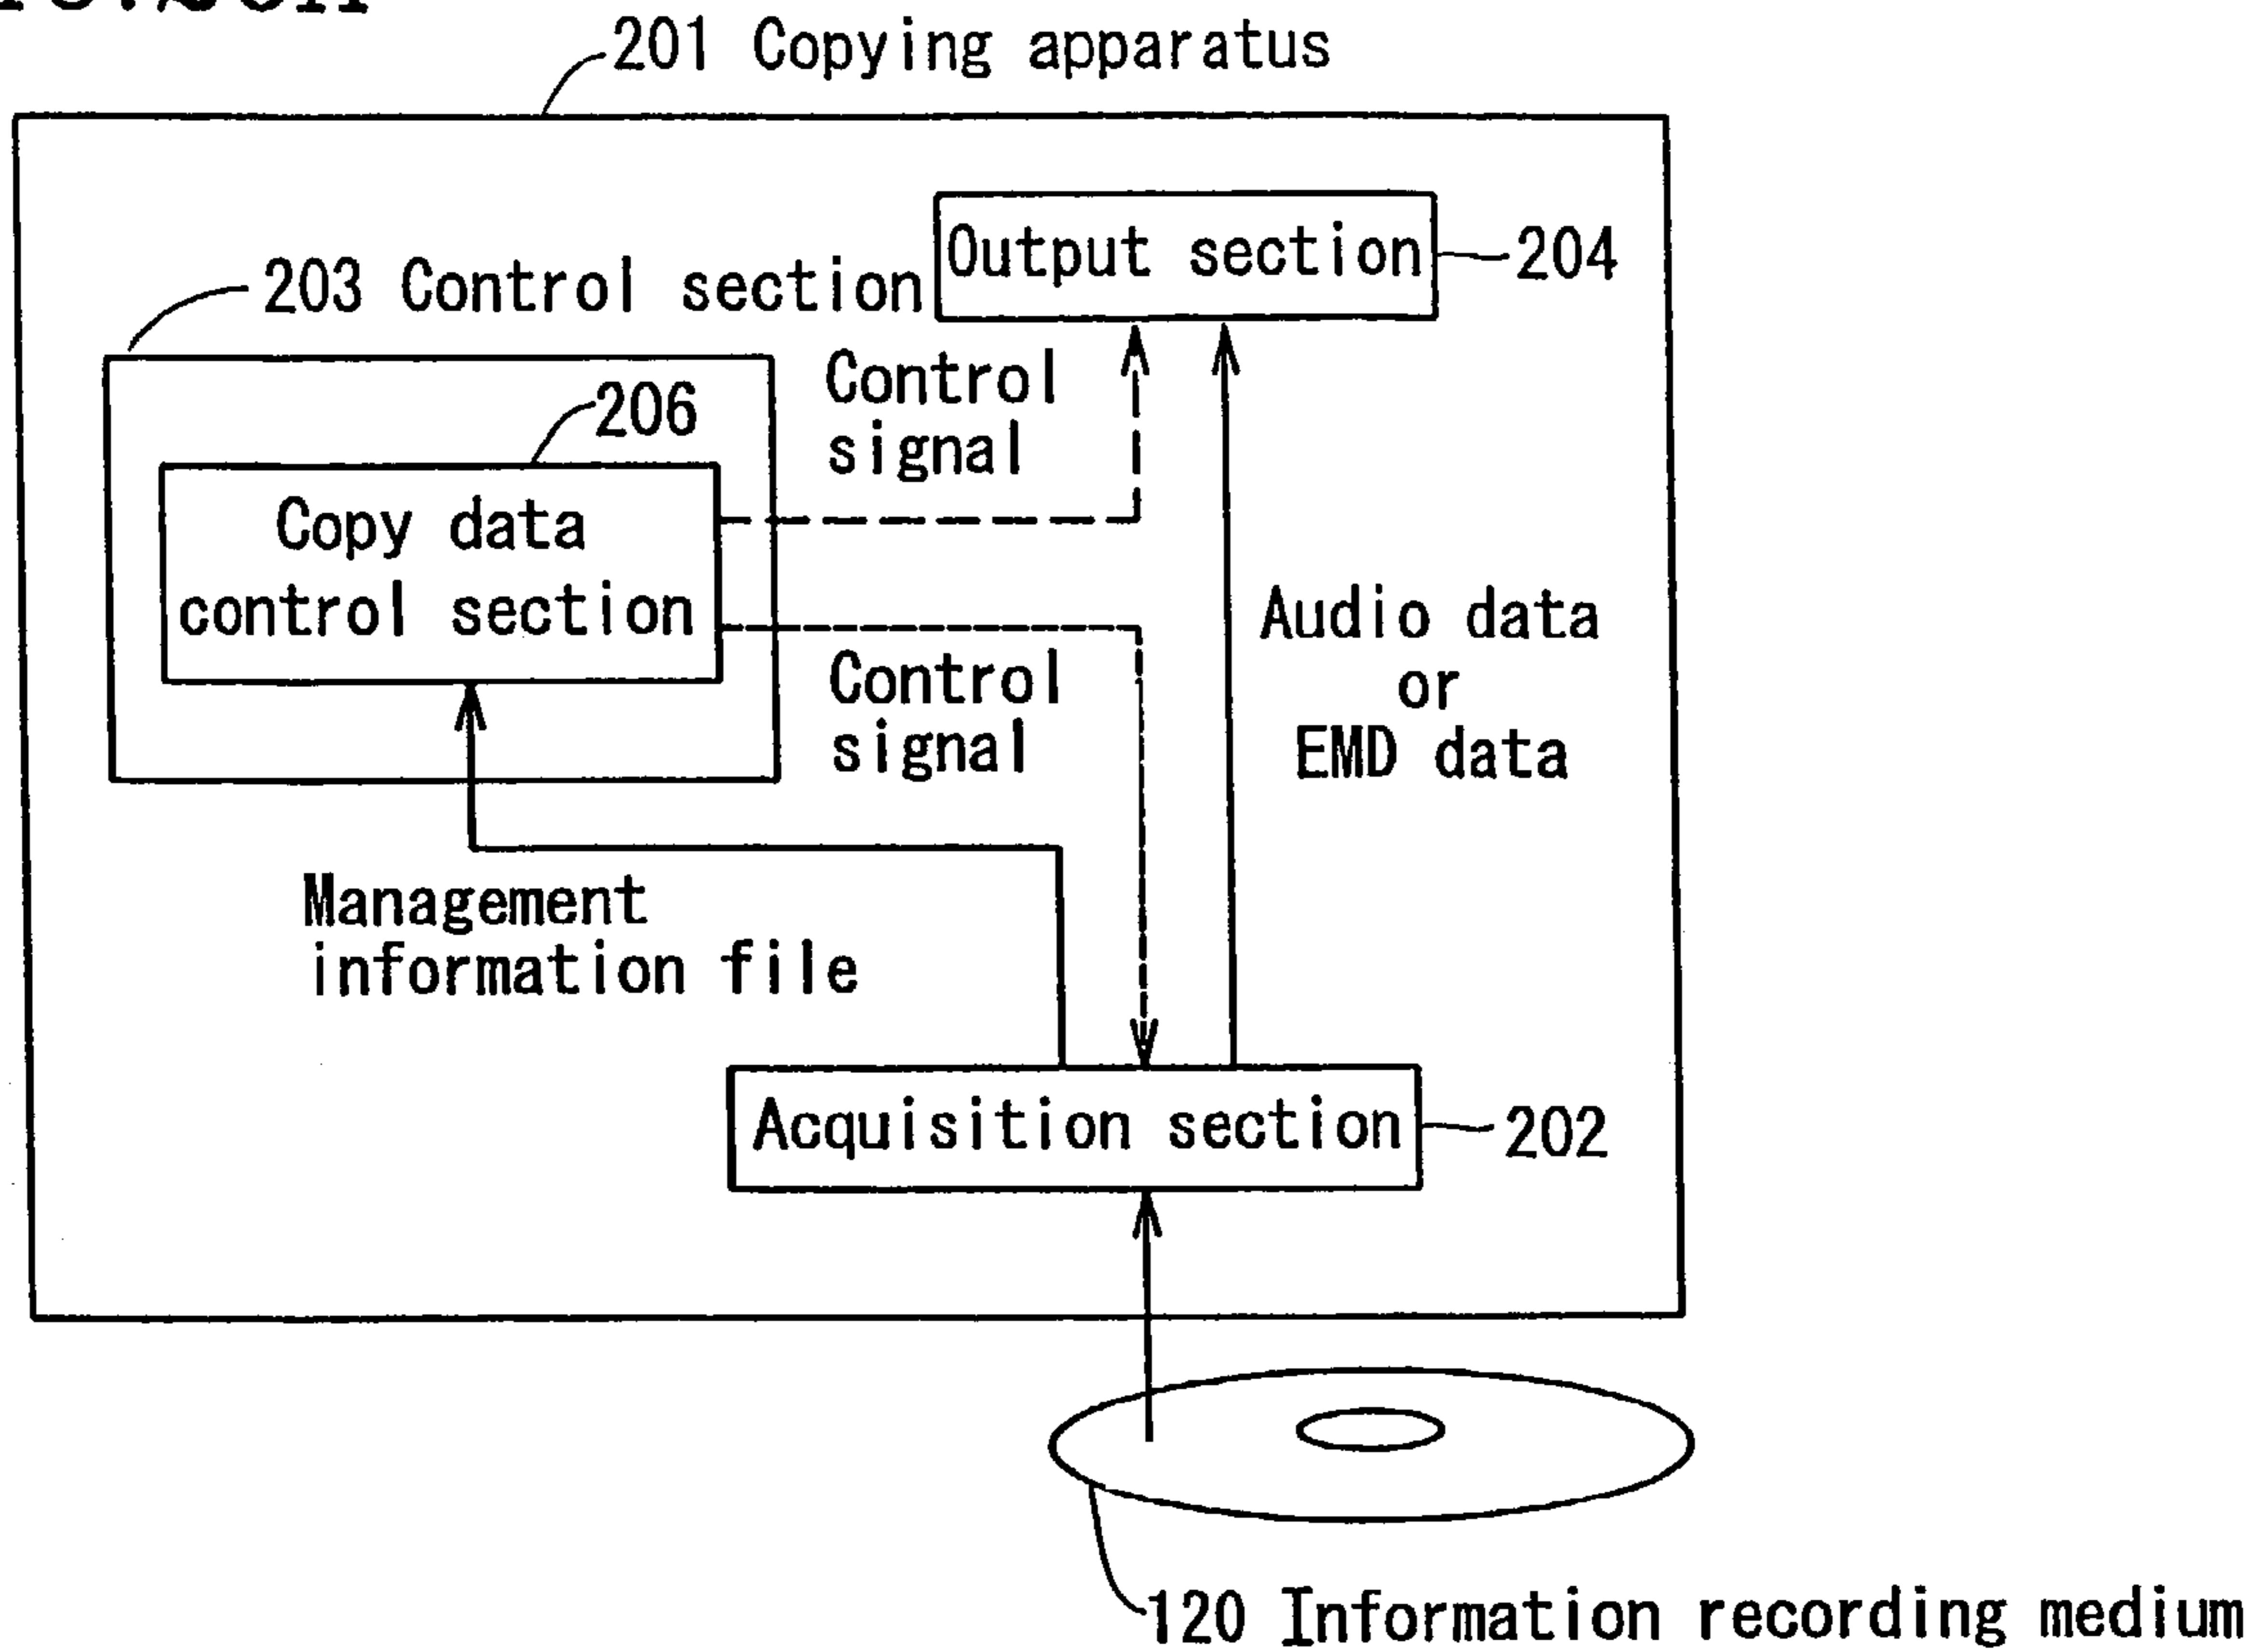 201 Copying apparatus
Output section
204
203 Control section
Control
signal
206
Copy data
control section
Audio data
or
EMD data
Control
signal
Management
information file
Acquisition section
202
120 Information recording medium